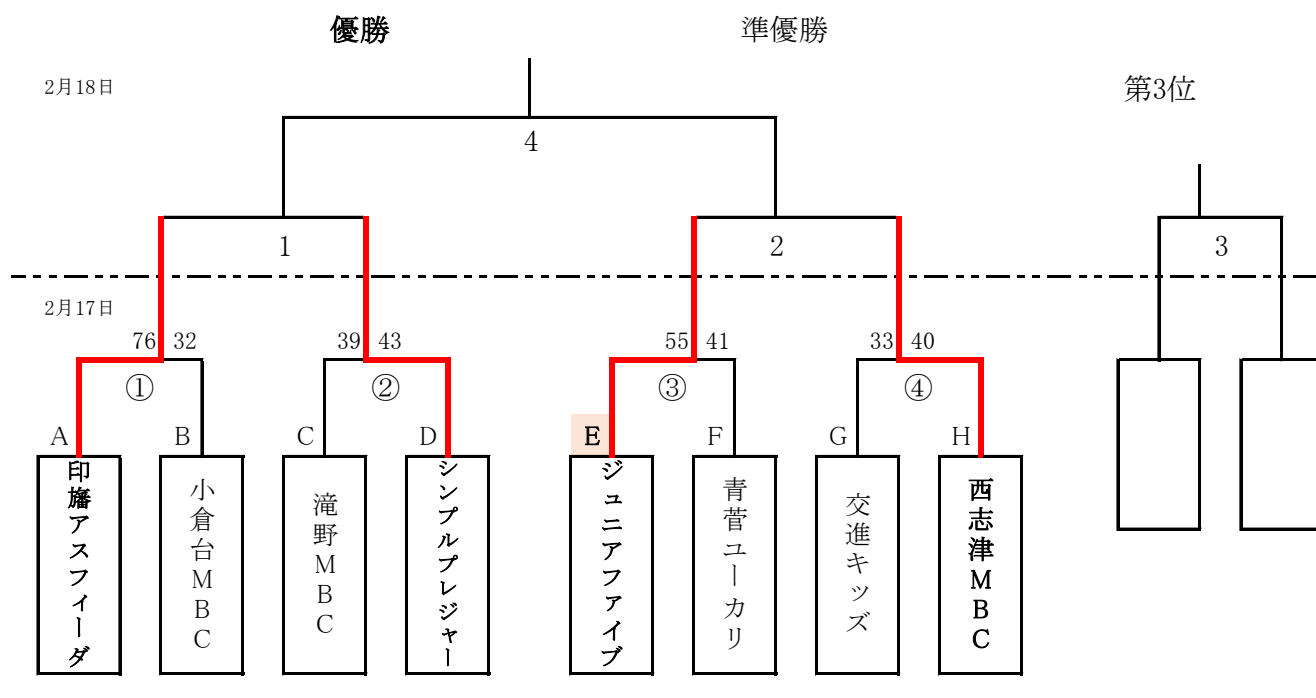 優勝
準優勝
2月18日
第3位
4
1
2
3
2月17日
76 32
39 43
55 41
33 40
①
②
③
④
A
B
C
D
E
F
G
H
印旛アスフィーダ
小倉台MBC
滝野MBC
シンプルプレジャー
ジュニアファイブ
青菅ユーカリ
交進キッズ
西志津MBC